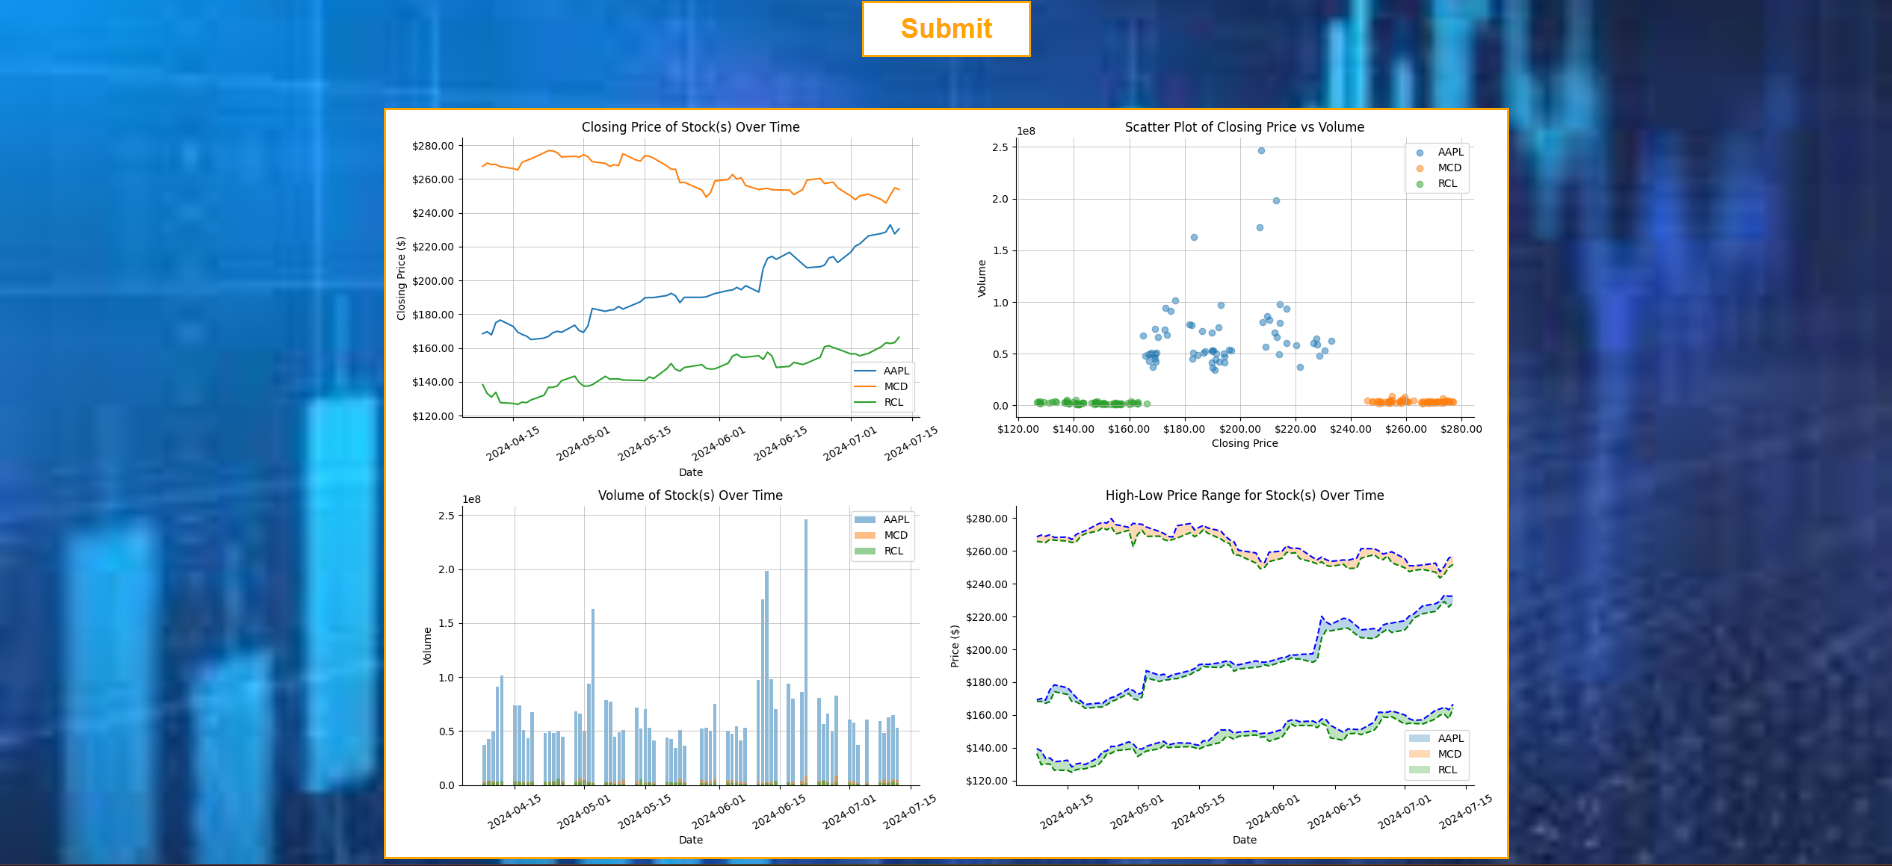 Submit
Closing Price of Stock(s) Over Time
Closing Price ($)
$280.00
$260.00
$240.00
$220.00
$200.00
$180.00
$160.00
$140.00
$120.00
AAPL
MCD
RCL
2024-04-15
2024-05-01
2024-05-15
2024-06-01
2024-06-15
2024-07-01
2024-07-15
Date
Scatter Plot of Closing Price vs Volume
1e8
Volume
2.5
2.0
1.5
1.0
0.5
0.0
AAPL
MCD
RCL
$120.00
$140.00
$160.00
$180.00
$200.00
$220.00
$240.00
$260.00
$280.00
Closing Price
Volume of Stock(s) Over Time
1e8
Volume
2.5
2.0
1.5
1.0
0.5
0.0
AAPL
MCD
RCL
2024-04-15
2024-05-01
2024-05-15
2024-06-01
2024-06-15
2024-07-01
2024-07-15
Date
High-Low Price Range for Stock(s) Over Time
Price ($)
$280.00
$260.00
$240.00
$220.00
$200.00
$180.00
$160.00
$140.00
$120.00
AAPL
MCD
RCL
2024-04-15
2024-05-01
2024-05-15
2024-06-01
2024-06-15
2024-07-01
2024-07-15
Date